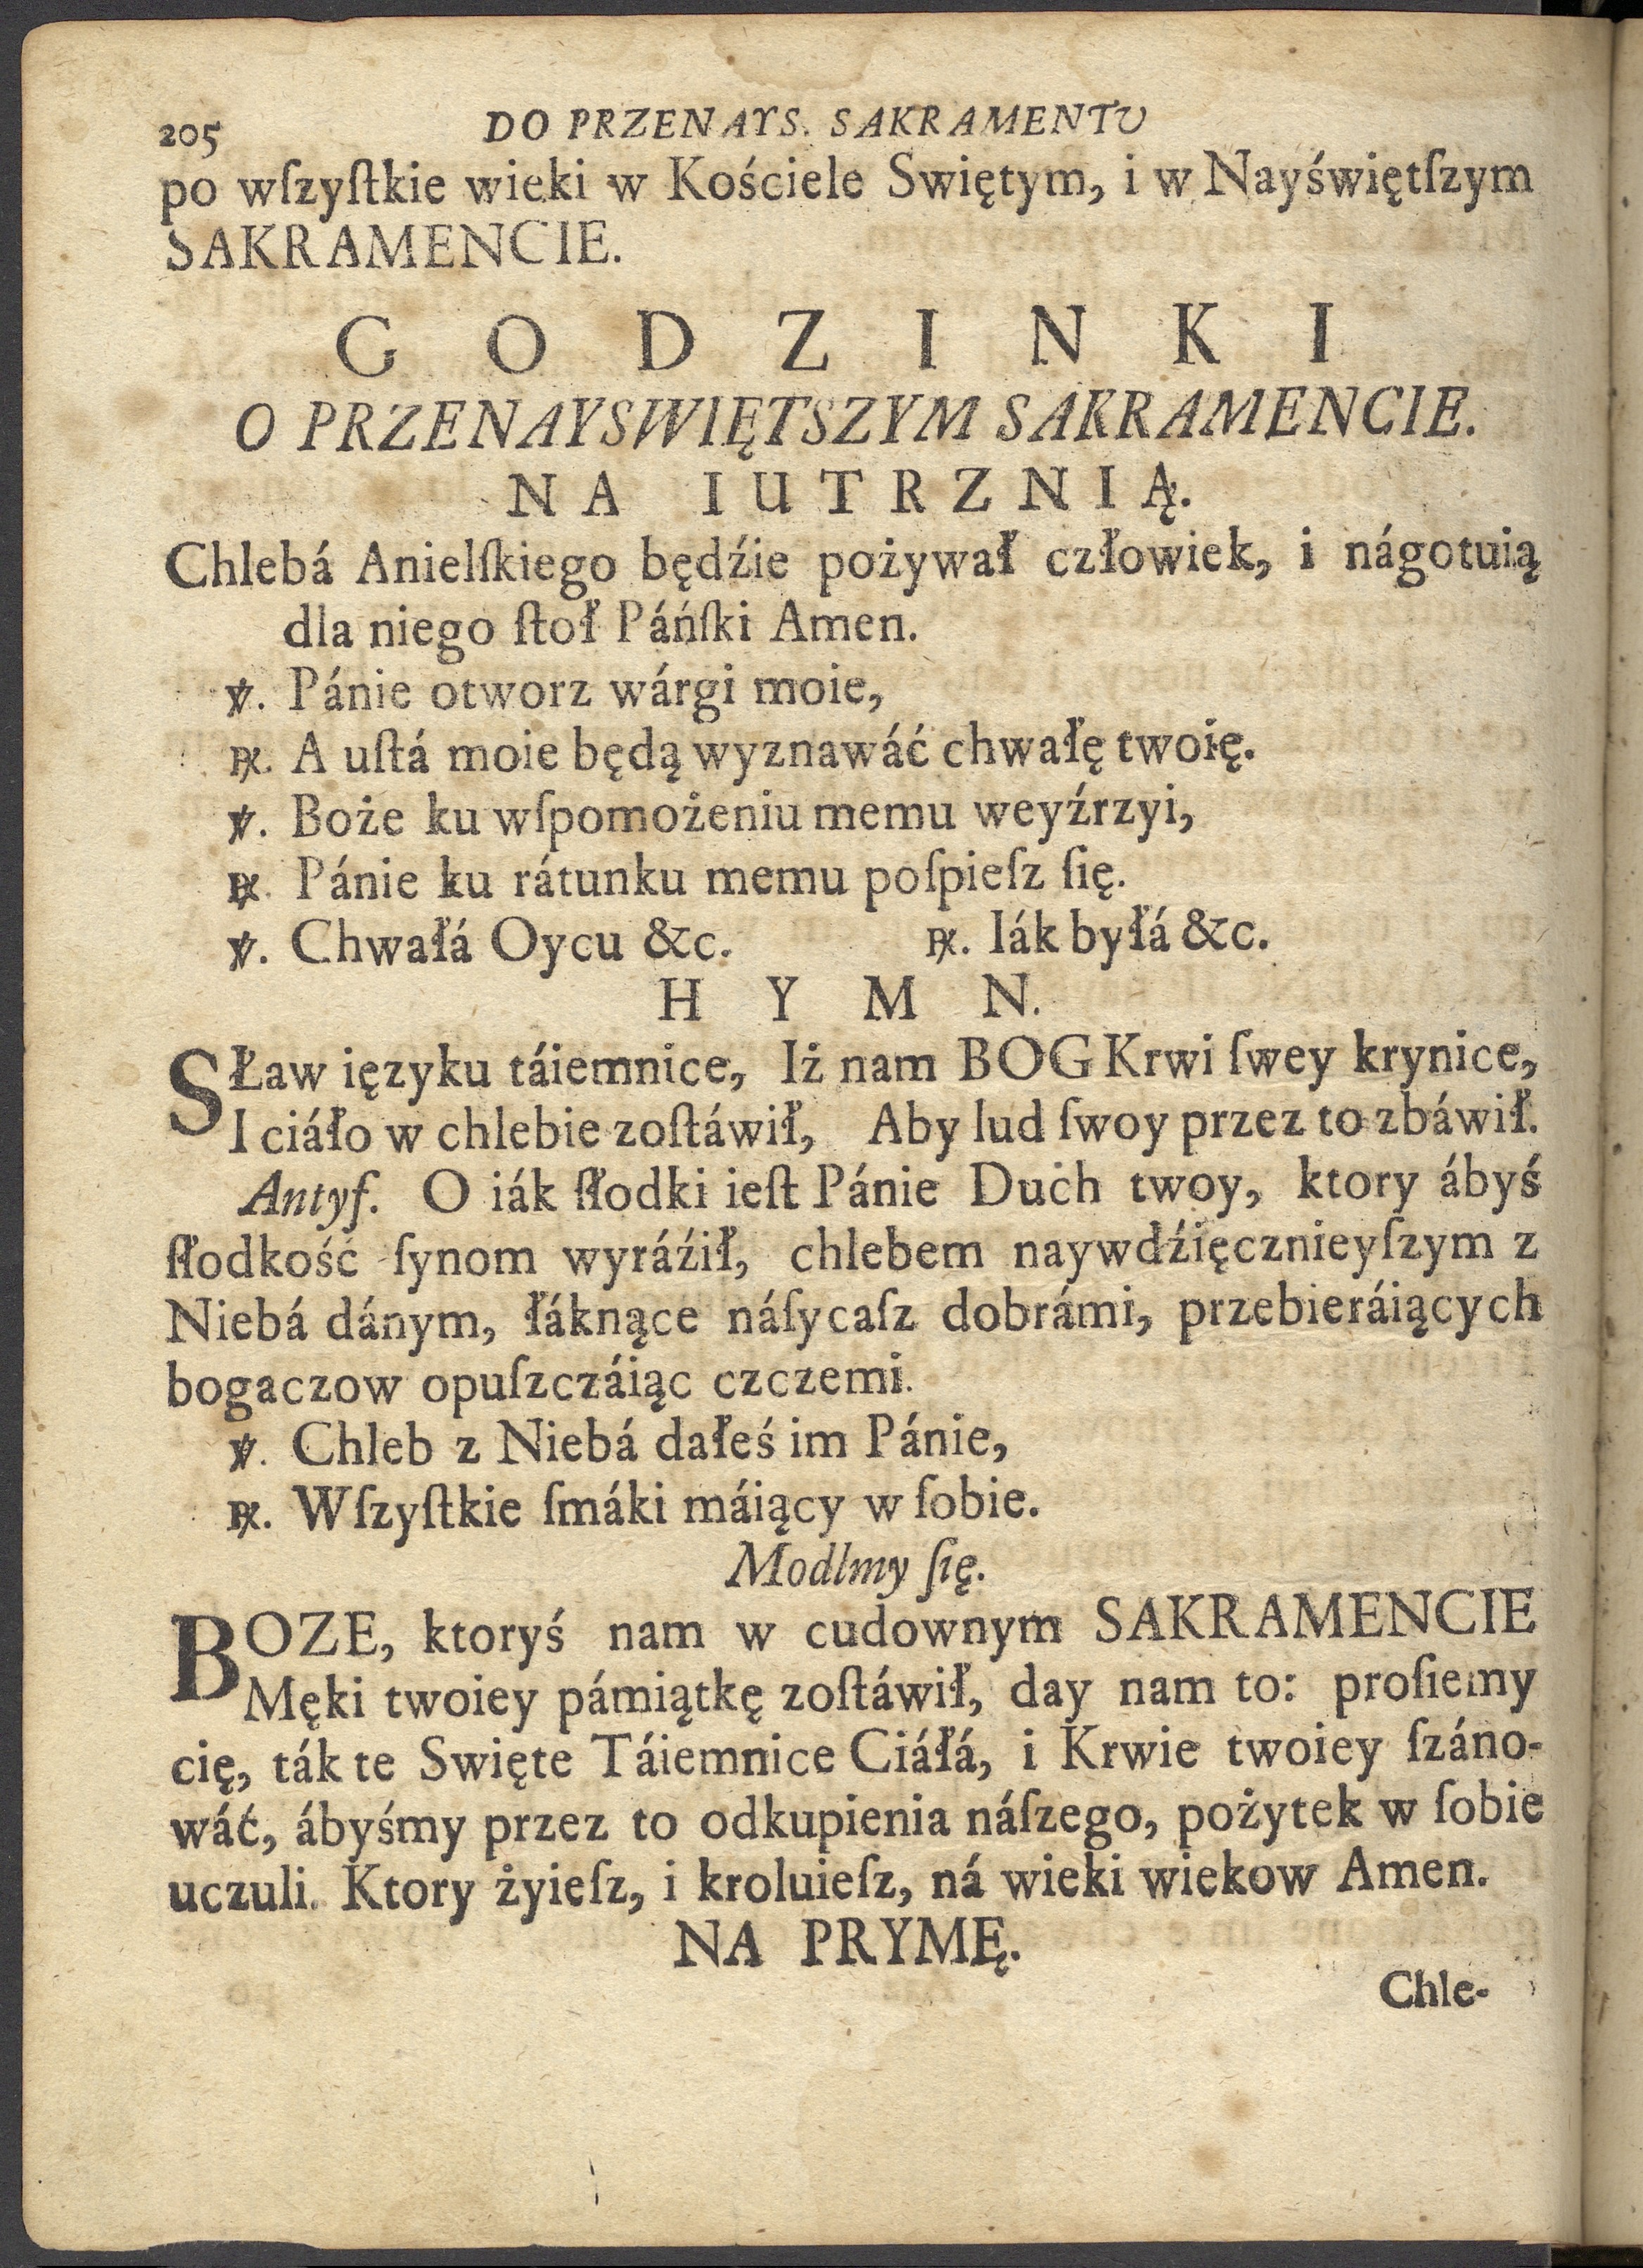 205 DO PRZENAYS. SAKRAMENTU
po wſzyſtkie wieki w Kościele Swiętym, i w Nayświętſzym
SAKRAMENCIE.
GODZINKI
O PRZENAYSWIĘTSZYM SAKRAMENCIE.
NA IUTRZNIĄ.
Chlebá Anielſkiego będźie pożywał człowiek, i nágotuią
dla niego ſtoł Páńſki Amen.
℣. Pánie otworz wárgi moie,
℟. A uſtá moie będą wyznawáć chwałę twoię.
℣. Boże ku wſpomożeniu memu weyźrzyi,
℟. Pánie ku rátunku memu poſpieſz ſię.
℣. Chwałá Oycu &c. ℟. Iák byłá &c.
HYMN.
SŁaw ięzyku táiemnice, Iż nam BOG Krwi ſwey krynice,
I ciáło w chlebie zoſtáwił, Aby lud ſwoy przez to zbáwił.
Antyf. O iák ſłodki ieſt Pánie Duch twoy, ktory ábyś
ſłodkość ſynom wyráźił, chlebem naywdźięcznieyſzym z
Niebá dánym, łáknące náſycaſz dobrámi, przebieráiących
bogaczow opuſzczáiąc czczemi.
℣. Chleb z Niebá dałeś im Pánie,
℟. Wſzyſtkie ſmáki máiący w ſobie.
Modlmy ſię.
BOZE, ktoryś nam w cudownym SAKRAMENCIE
Męki twoiey pámiątkę zoſtáwił, day nam to: proſiemy
cię, ták te Swięte Táiemnice Ciáłá, i Krwie twoiey ſzáno-
wáć, ábyśmy przez to odkupienia náſzego, pożytek w ſobie
uczuli. Ktory żyieſz, i kroluieſz, ná wieki wiekow Amen.
NA PRYMĘ.
Chle-